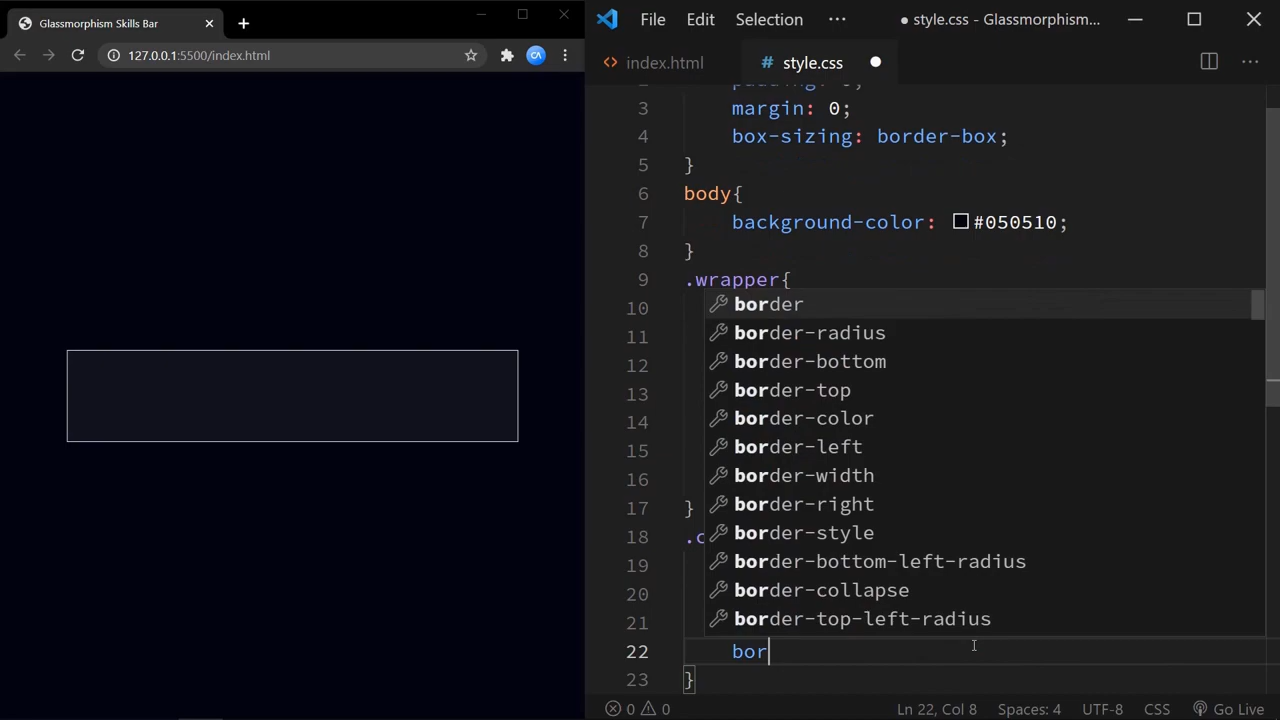 Glassmorphism Skills Bar
127.0.0.1:5500/index.html
CA
File Edit Selection ··· ● style.css - Glassmorphism...
<> index.html # style.css
3 margin: 0;
4 box-sizing: border-box;
5 }
6 body{
7 background-color: #050510;
8 }
9 .wrapper{
10 border
11 border-radius
12 border-bottom
13 border-top
14 border-color
15 border-left
16 border-width
17 } border-right
18 .c border-style
19 border-bottom-left-radius
20 border-collapse
21 border-top-left-radius
22 bor
23 }
0 0 Ln 22, Col 8 Spaces: 4 UTF-8 CSS Go Live